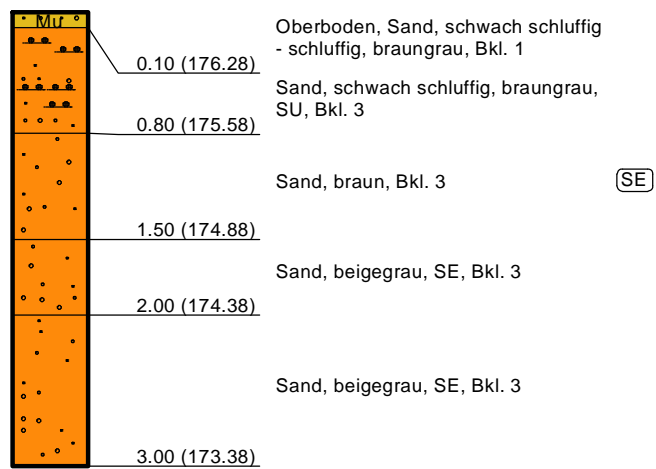 Mu
Oberboden, Sand, schwach schluffig
- schluffig, braungrau, Bkl. 1
0.10 (176.28)
Sand, schwach schluffig, braungrau,
SU, Bkl. 3
0.80 (175.58)
Sand, braun, Bkl. 3
SE
1.50 (174.88)
Sand, beigegrau, SE, Bkl. 3
2.00 (174.38)
Sand, beigegrau, SE, Bkl. 3
3.00 (173.38)